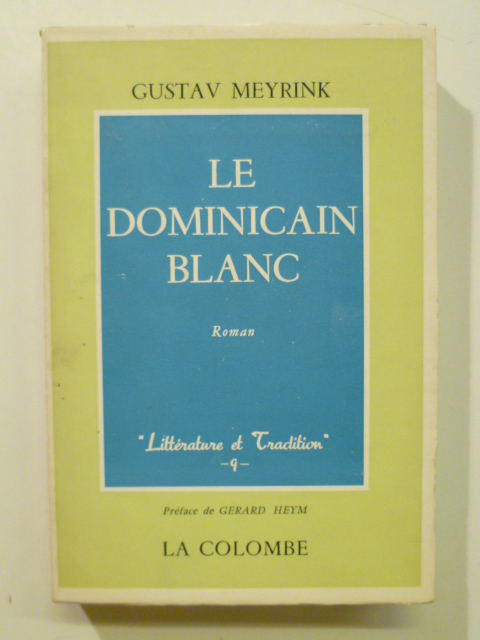 GUSTAV MEYRINK
LE
DOMINICAIN
BLANC
Roman
"Littérature et Tradition"
-9-
Préface de GERARD HEYM
LA COLOMBE